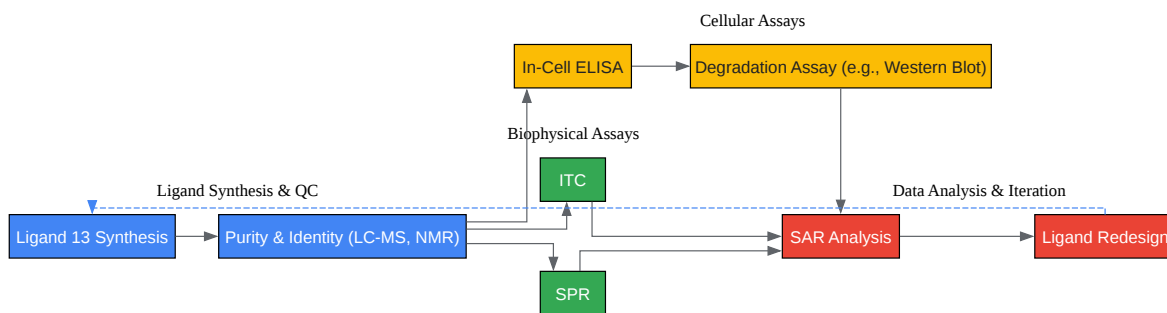 Cellular Assays
In-Cell ELISA
Degradation Assay (e.g., Western Blot)
Biophysical Assays
ITC
Ligand Synthesis & QC
Data Analysis & Iteration
Ligand 13 Synthesis
Purity & Identity (LC-MS, NMR)
SAR Analysis
Ligand Redesign
SPR